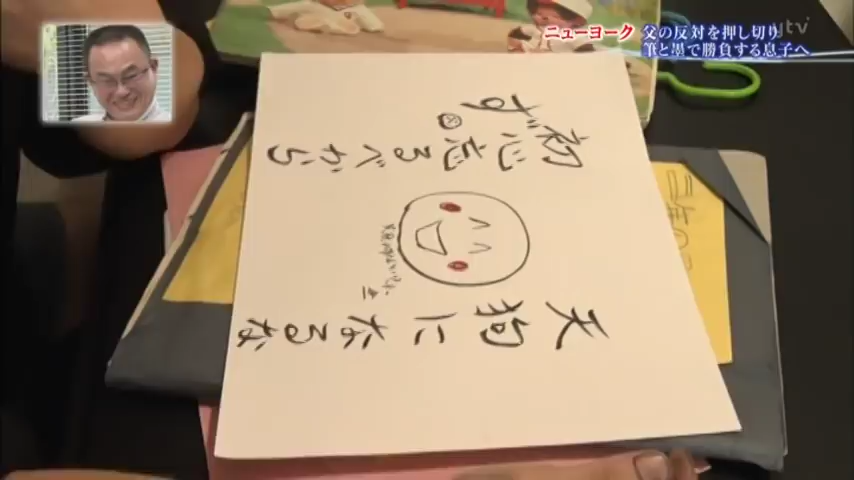 ytv
ニューヨーク
父の反対を押し切り
筆と墨で勝負する息子へ
初心忘るべから
ず。
天狗になるな